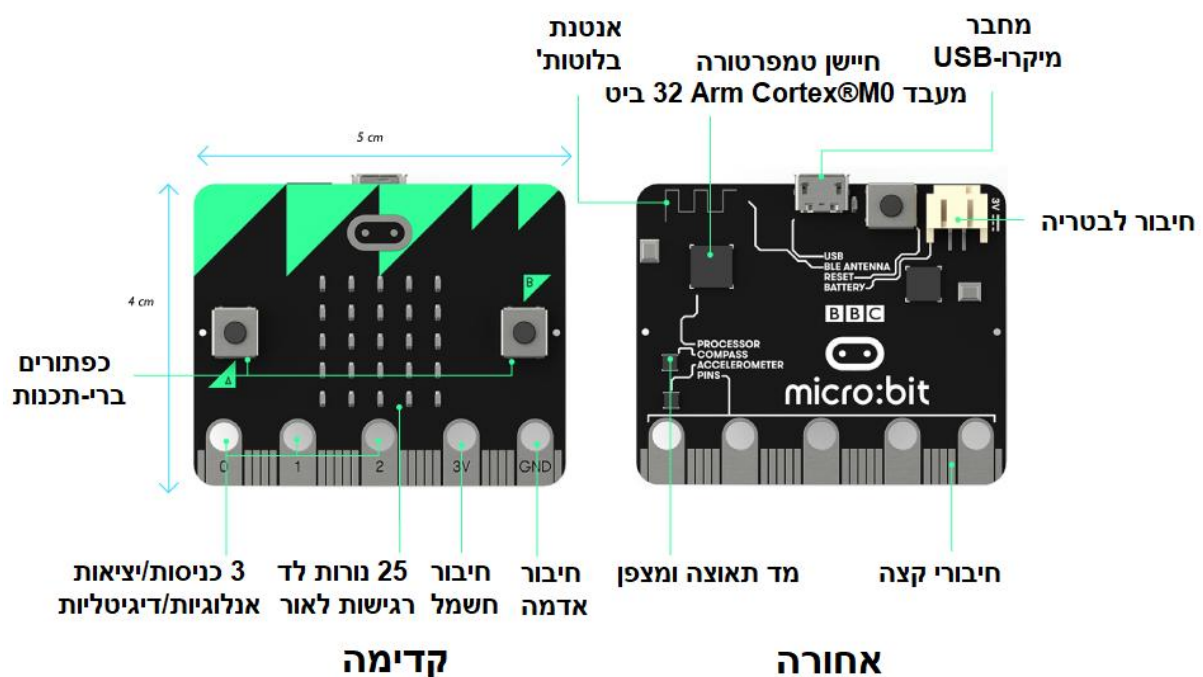 אנטנת
בלוטות'
חיישן טמפרטורה
מעבד 32 Arm Cortex®M0 ביט
מחבר
מיקרו-USB
5 cm
4 cm
B
A
0
1
2
3V
GND
כפתורים
ברי-תכנות
3V
חיבור לבטריה
USB
BLE ANTENNA
RESET
BATTERY
BBC
PROCESSOR
COMPASS
ACCELEROMETER
PINS
micro:bit
3 כניסות/יציאות
אנלוגיות/דיגיטליות
25 נורות לד
רגישות לאור
חיבור
חשמל
חיבור
אדמה
מד תאוצה ומצפן
חיבורי קצה
קדימה
אחורה